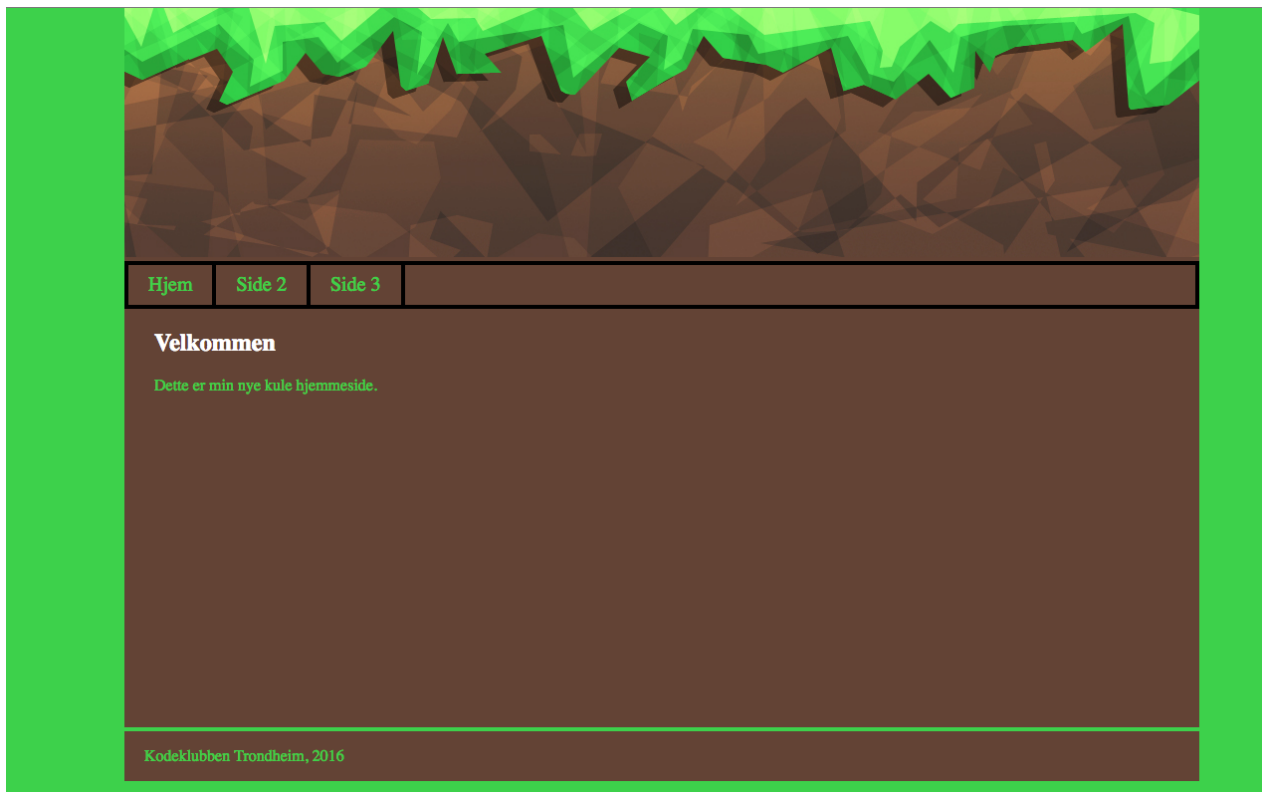 Hjem Side 2 Side 3
Velkommen
Dette er min nye kule hjemmeside.
Kodeklubben Trondheim, 2016